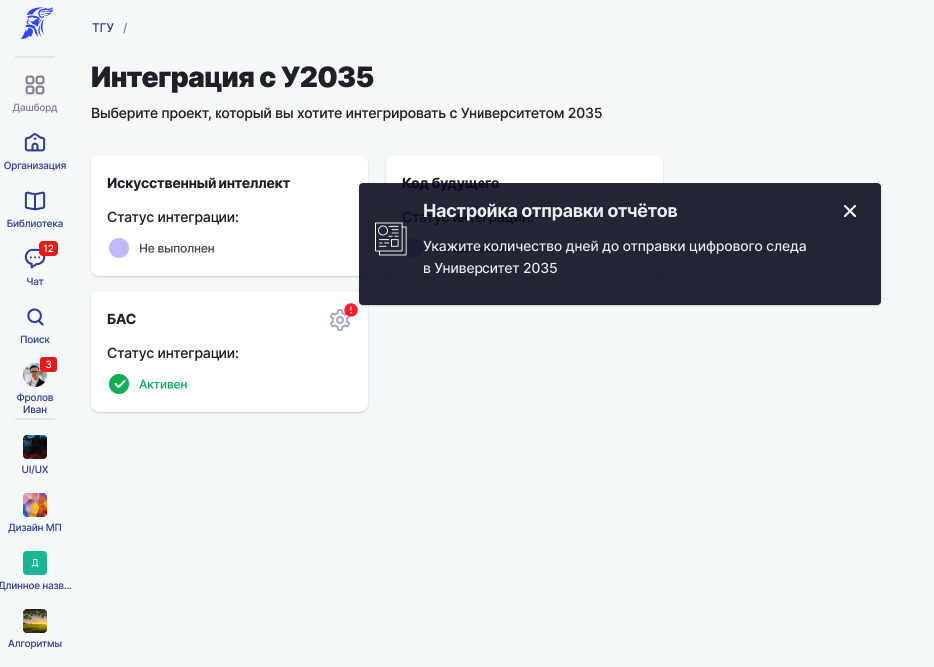 ТГУ /
Интеграция с У2035
Выберите проект, который вы хотите интегрировать с Университетом 2035
Дашборд
Организация
Библиотека
12
Чат
Поиск
3
Фролов
Иван
UI/UX
Дизайн МП
Д
Длинное назв...
Алгоритмы
Искусственный интеллект
Статус интеграции:
Не выполнен
Код будущего
Статус интеграции:
Настройка отправки отчётов
Укажите количество дней до отправки цифрового следа
в Университет 2035
БАС
!
Статус интеграции:
Активен